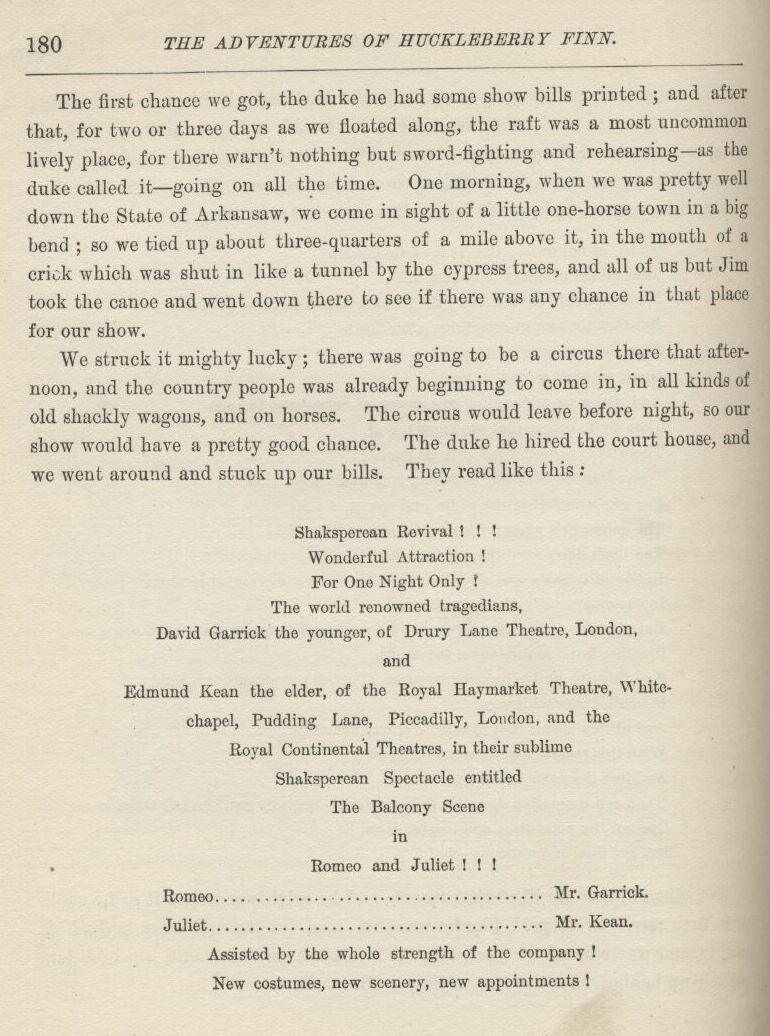 180
THE ADVENTURES OF HUCKLEBERRY FINN.
The first chance we got, the duke he had some show bills printed ; and after
that, for two or three days as we floated along, the raft was a most uncommon
lively place, for there warn't nothing but sword-fighting and rehearsing—as the
duke called it—going on all the time. One morning, when we was pretty well
down the State of Arkansaw, we come in sight of a little one-horse town in a big
bend ; so we tied up about three-quarters of a mile above it, in the mouth of a
crick which was shut in like a tunnel by the cypress trees, and all of us but Jim
took the canoe and went down there to see if there was any chance in that place
for our show.
We struck it mighty lucky ; there was going to be a circus there that after-
noon, and the country people was already beginning to come in, in all kinds of
old shackly wagons, and on horses. The circus would leave before night, so our
show would have a pretty good chance. The duke he hired the court house, and
we went around and stuck up our bills. They read like this :
Shaksperean Revival ! ! !
Wonderful Attraction !
For One Night Only !
The world renowned tragedians,
David Garrick the younger, of Drury Lane Theatre, London,
and
Edmund Kean the elder, of the Royal Haymarket Theatre, White-
chapel, Pudding Lane, Piccadilly, London, and the
Royal Continental Theatres, in their sublime
Shaksperean Spectacle entitled
The Balcony Scene
in
Romeo and Juliet ! ! !
Romeo........................................ Mr. Garrick.
Juliet......................................... Mr. Kean.
Assisted by the whole strength of the company !
New costumes, new scenery, new appointments !